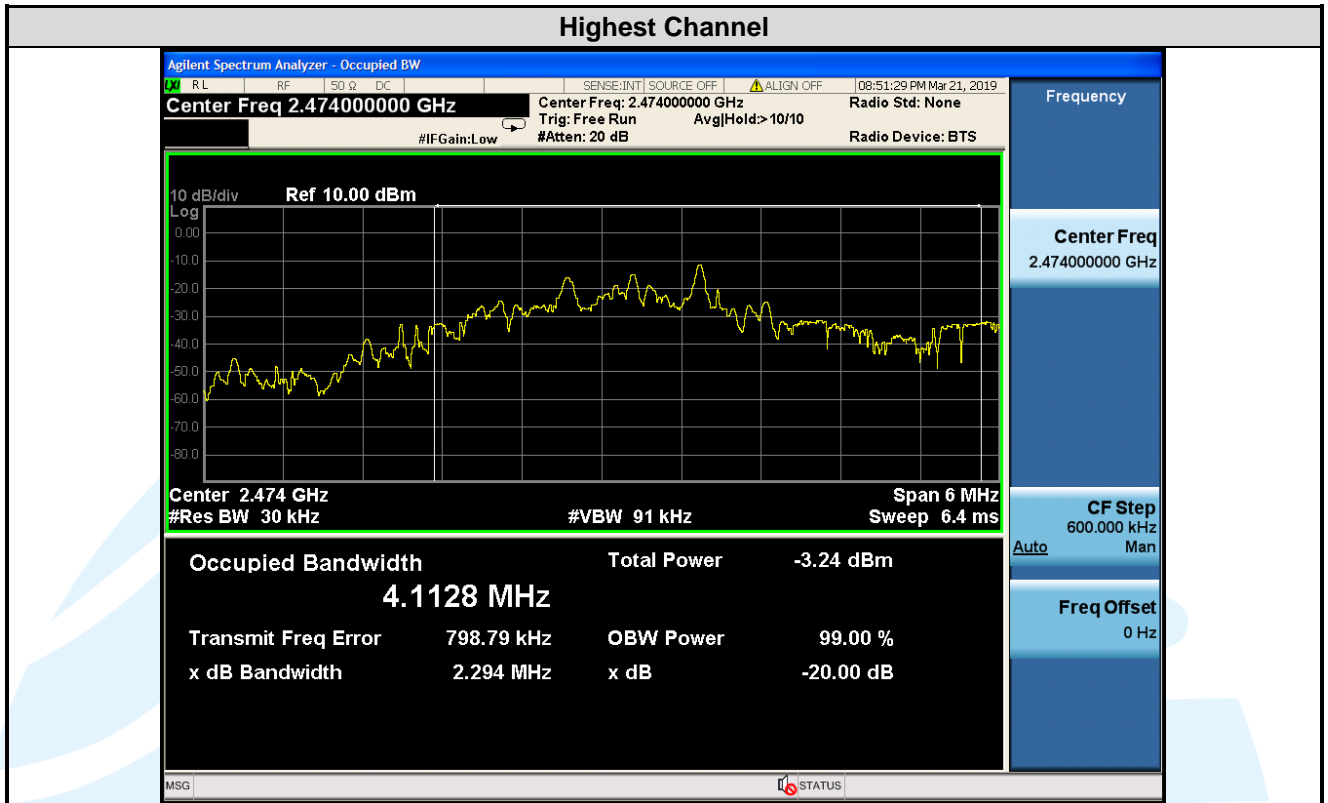 Highest Channel
Agilent Spectrum Analyzer - Occupied BW
LXI RL RF 50 Ω DC SENSE:INT SOURCE OFF ALIGN OFF 08:51:29 PM Mar 21, 2019
Center Freq 2.474000000 GHz
Center Freq: 2.474000000 GHz Radio Std: None
Trig: Free Run Avg|Hold:> 10/10
#IFGain:Low #Atten: 20 dB Radio Device: BTS
10 dB/div Ref 10.00 dBm
Log
0.00
-10.0
-20.0
-30.0
-40.0
-50.0
-60.0
-70.0
-80.0
Center 2.474 GHz Span 6 MHz
#Res BW 30 kHz #VBW 91 kHz Sweep 6.4 ms
Occupied Bandwidth Total Power -3.24 dBm
4.1128 MHz
Transmit Freq Error 798.79 kHz OBW Power 99.00 %
x dB Bandwidth 2.294 MHz x dB -20.00 dB
MSG STATUS
Frequency
Center Freq
2.474000000 GHz
CF Step
600.000 kHz
Auto Man
Freq Offset
0 Hz